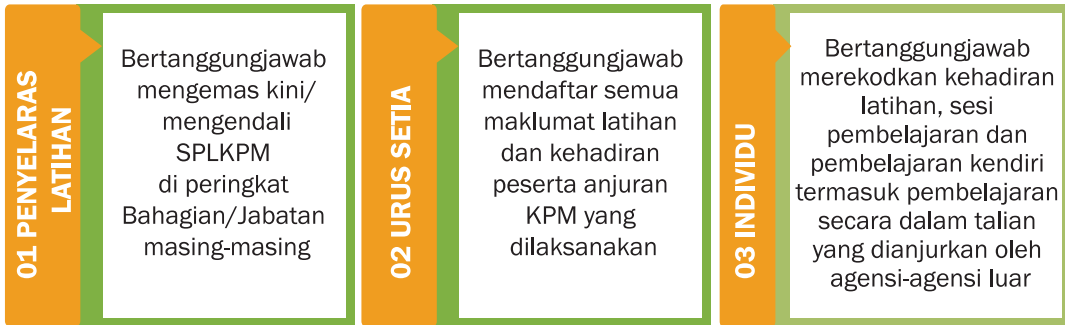 01 PENYELARAS
LATIHAN
Bertanggungjawab
mengemas kini/
mengendali
SPLKPM
di peringkat
Bahagian/Jabatan
masing-masing
02 URUS SETIA
Bertanggungjawab
mendaftar semua
maklumat latihan
dan kehadiran
peserta anjuran
KPM yang
dilaksanakan
03 INDIVIDU
Bertanggungjawab
merekodkan kehadiran
latihan, sesi
pembelajaran dan
pembelajaran kendiri
termasuk pembelajaran
secara dalam talian
yang dianjurkan oleh
agensi-agensi luar